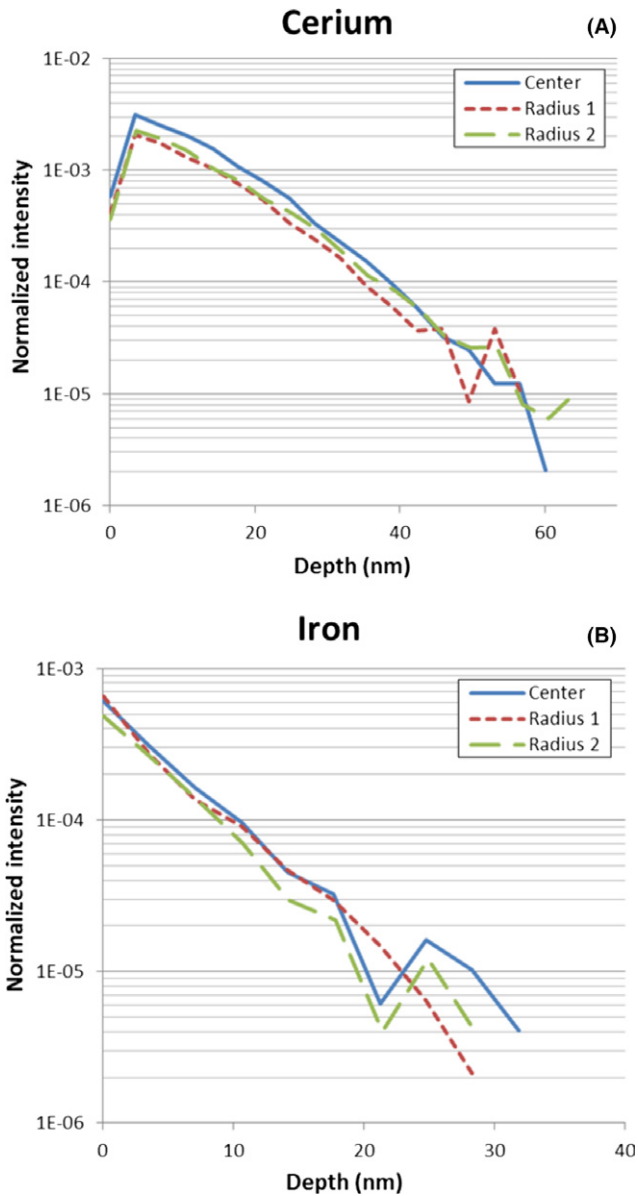 Cerium
(A)
1E-02
1E-03
1E-04
1E-05
1E-06
Normalized intensity
Center
Radius 1
Radius 2
0
20
40
60
Depth (nm)
Iron
(B)
1E-03
1E-04
1E-05
1E-06
Normalized intensity
Center
Radius 1
Radius 2
0
10
20
30
40
Depth (nm)